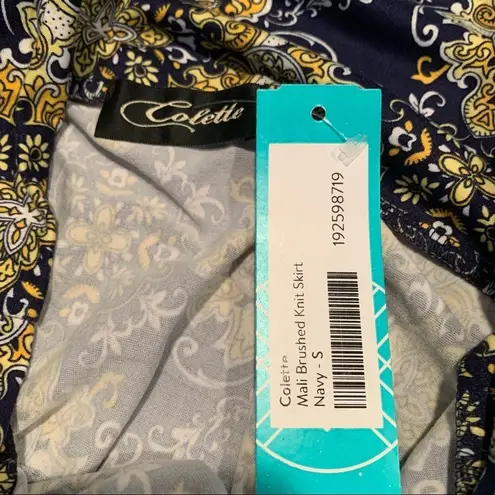 Colette
Colette
Mali Brushed Knit Skirt
Navy - S
192598719